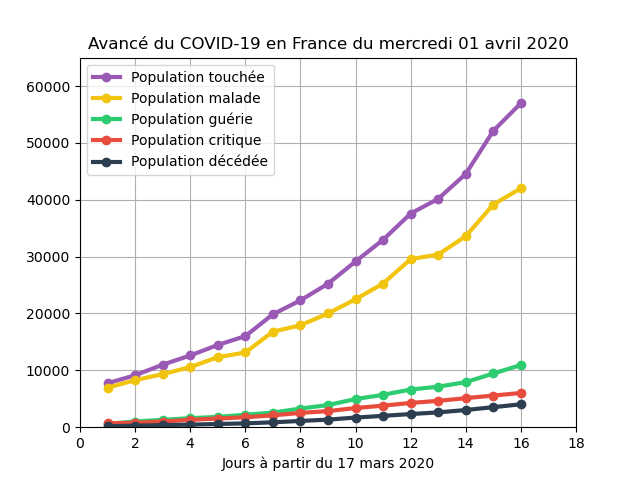 Avancé du COVID-19 en France du mercredi 01 avril 2020
Population touchée
Population malade
Population guérie
Population critique
Population décédée
60000
50000
40000
30000
20000
10000
0
0 2 4 6 8 10 12 14 16 18
Jours à partir du 17 mars 2020